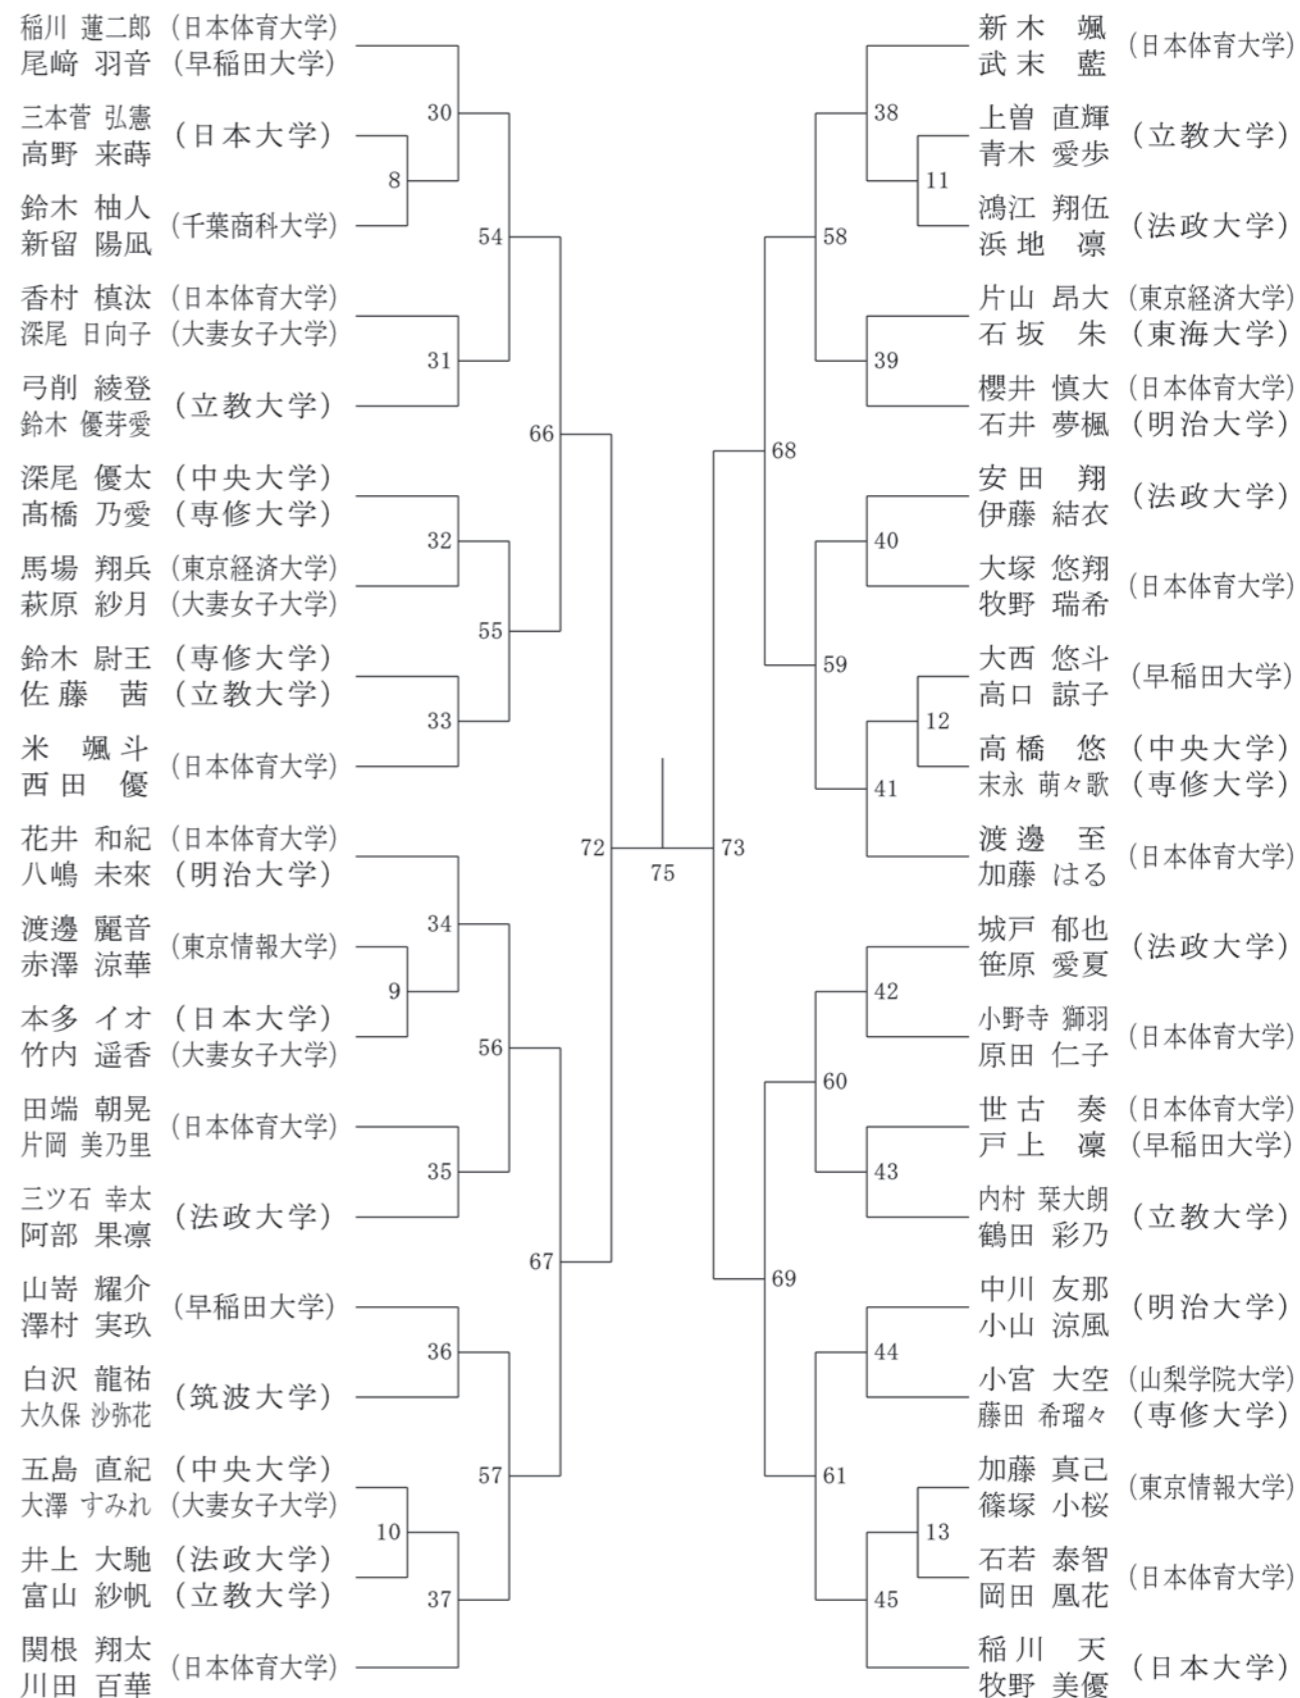 稲川 蓮二郎 (日本体育大学)
尾﨑 羽音 (早稲田大学)
三本菅 弘憲
高野 来蒔
(日本大学)
鈴木 柚人
新留 陽凪
(千葉商科大学)
香村 槙汰 (日本体育大学)
深尾 日向子 (大妻女子大学)
弓削 綾登
鈴木 優芽愛
(立教大学)
深尾 優太 (中央大学)
髙橋 乃愛 (専修大学)
馬場 翔兵 (東京経済大学)
萩原 紗月 (大妻女子大学)
鈴木 尉王 (専修大学)
佐藤 茜 (立教大学)
米 颯斗
西田 優
(日本体育大学)
花井 和紀 (日本体育大学)
八嶋 未來 (明治大学)
渡邊 麗音
赤澤 涼華
(東京情報大学)
本多 イオ (日本大学)
竹内 遥香 (大妻女子大学)
田端 朝晃
片岡 美乃里
(日本体育大学)
三ツ石 幸太
阿部 果凛
(法政大学)
山嵜 耀介
澤村 実玖
(早稲田大学)
白沢 龍祐
大久保 沙弥花
(筑波大学)
五島 直紀 (中央大学)
大澤 すみれ (大妻女子大学)
井上 大馳 (法政大学)
富山 紗帆 (立教大学)
関根 翔太
川田 百華
(日本体育大学)
30
8
54
31
66
32
55
33
72
34
9
56
35
67
36
57
10
37
75
73
38
11
58
39
68
40
59
12
41
42
60
43
69
44
61
13
45
新木 颯
武末 藍
(日本体育大学)
上曽 直輝
青木 愛歩
(立教大学)
鴻江 翔伍
浜地 凛
(法政大学)
片山 昂大 (東京経済大学)
石坂 朱 (東海大学)
櫻井 慎大 (日本体育大学)
石井 夢楓 (明治大学)
安田 翔
伊藤 結衣
(法政大学)
大塚 悠翔
牧野 瑞希
(日本体育大学)
大西 悠斗
高口 諒子
(早稲田大学)
高橋 悠 (中央大学)
末永 萌々歌 (専修大学)
渡邊 至
加藤 はる
(日本体育大学)
城戸 郁也
笹原 愛夏
(法政大学)
小野寺 獅羽
原田 仁子
(日本体育大学)
世古 奏 (日本体育大学)
戸上 凜 (早稲田大学)
内村 栞大朗
鶴田 彩乃
(立教大学)
中川 友那
小山 涼風
(明治大学)
小宮 大空 (山梨学院大学)
藤田 希瑠々 (専修大学)
加藤 真己
篠塚 小桜
(東京情報大学)
石若 泰智
岡田 凰花
(日本体育大学)
稲川 天
牧野 美優
(日本大学)